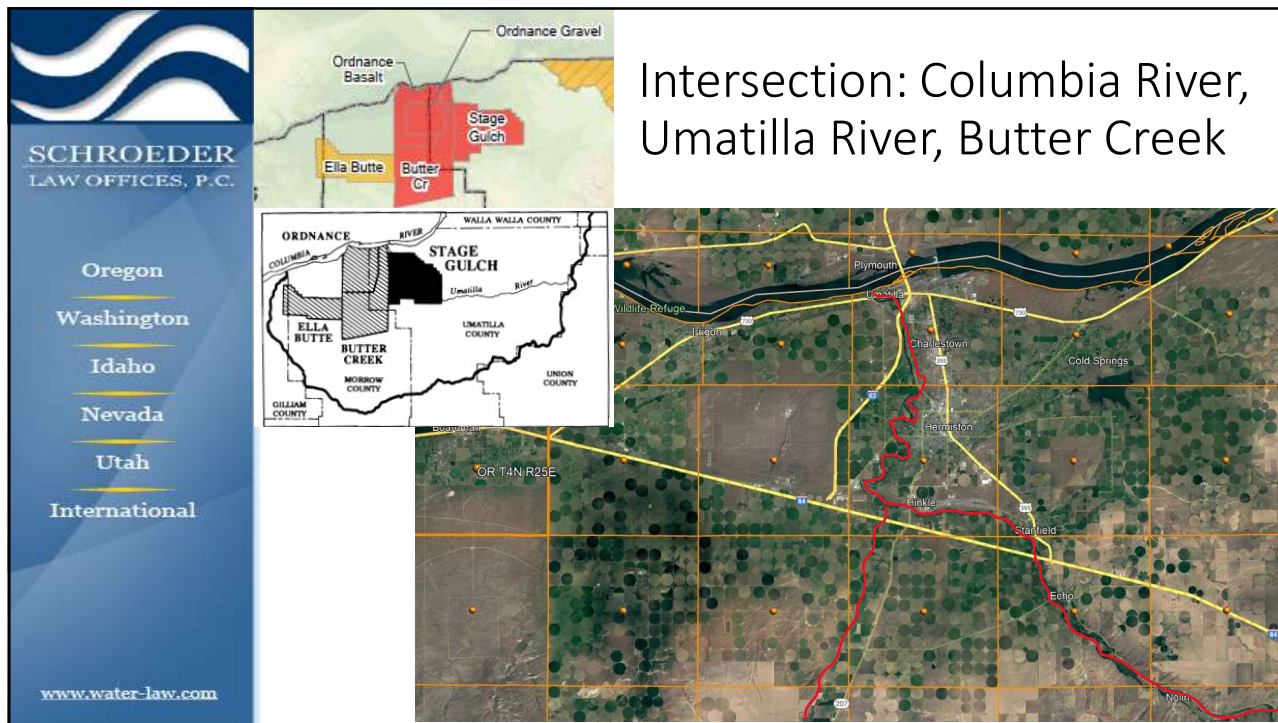 SCHROEDER
LAW OFFICES, P.C.
Oregon
Washington
Idaho
Nevada
Utah
International
www.water-law.com
Ordnance Gravel
Ordnance
Basalt
Stage
Gulch
Ella Butte
Butter
Cr
WALLA WALLA COUNTY
ORDNANCE
RIVER
COLUMBIA
STAGE
GULCH
Umatilla River
ELLA
BUTTE
UMATILLA
COUNTY
BUTTER
CREEK
MORROW
COUNTY
UNION
COUNTY
GILLIAM
COUNTY
Intersection: Columbia River,
Umatilla River, Butter Creek
Plymouth
Umatilla
Wildlife Refuge
730
730
Irrigon
Charlestown
395
Cold Springs
82
Hermiston
Boardman
OR T4N R25E
84
Hinkle
395
Stanfield
Echo
84
Nolin
207